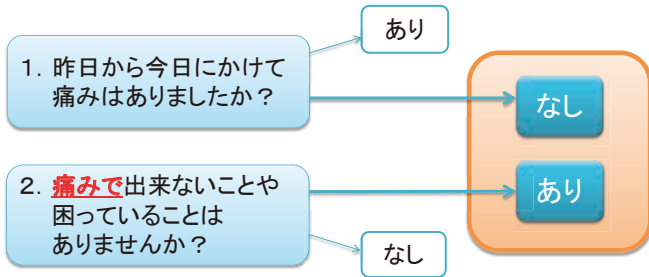 あり
1．昨日から今日にかけて
痛みはありましたか？
なし
2．痛みで出来ないことや
困っていることは
ありませんか？
あり
なし